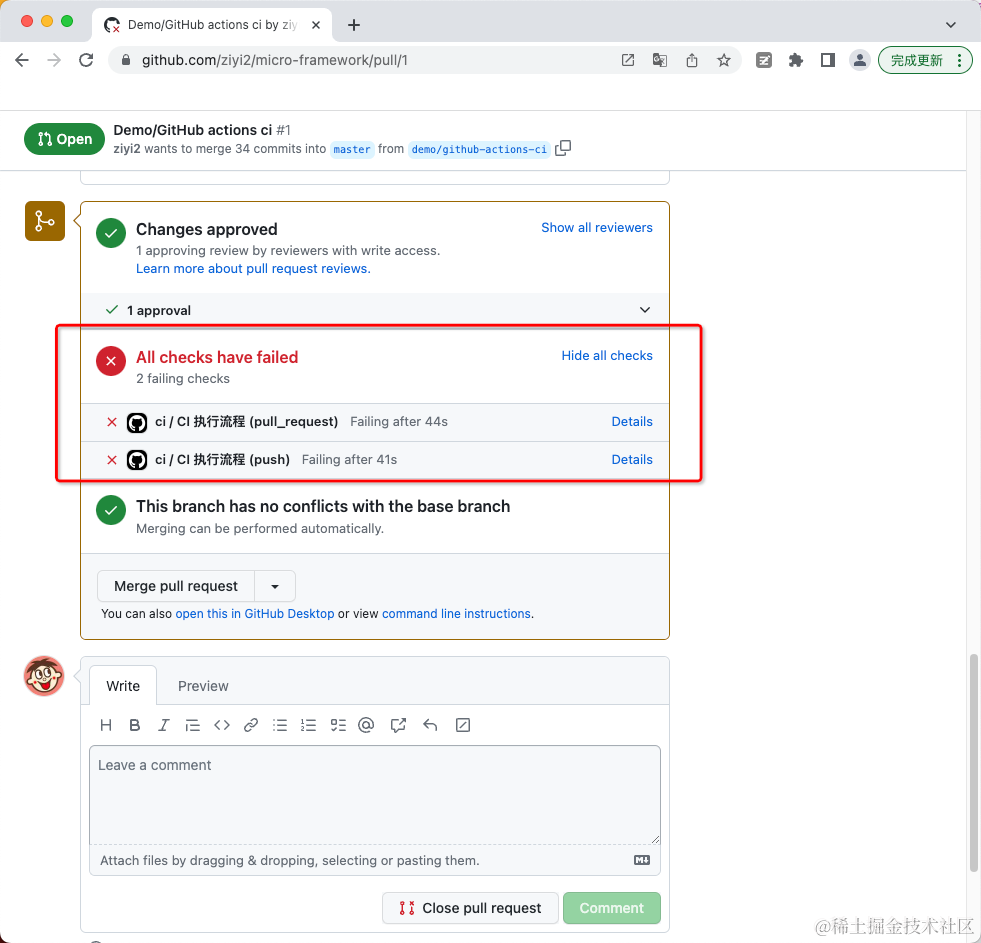 Demo/GitHub actions ci by ziy
github.com/ziyi2/micro-framework/pull/1
完成更新
Open
Demo/GitHub actions ci #1
ziyi2 wants to merge 34 commits into master from demo/github-actions-ci
Changes approved
Show all reviewers
1 approving review by reviewers with write access.
Learn more about pull request reviews.
1 approval
All checks have failed
Hide all checks
2 failing checks
ci / CI 执行流程 (pull_request) Failing after 44s Details
ci / CI 执行流程 (push) Failing after 41s Details
This branch has no conflicts with the base branch
Merging can be performed automatically.
Merge pull request
You can also open this in GitHub Desktop or view command line instructions.
Write Preview
Leave a comment
Attach files by dragging & dropping, selecting or pasting them.
Close pull request Comment
@稀土掘金技术社区